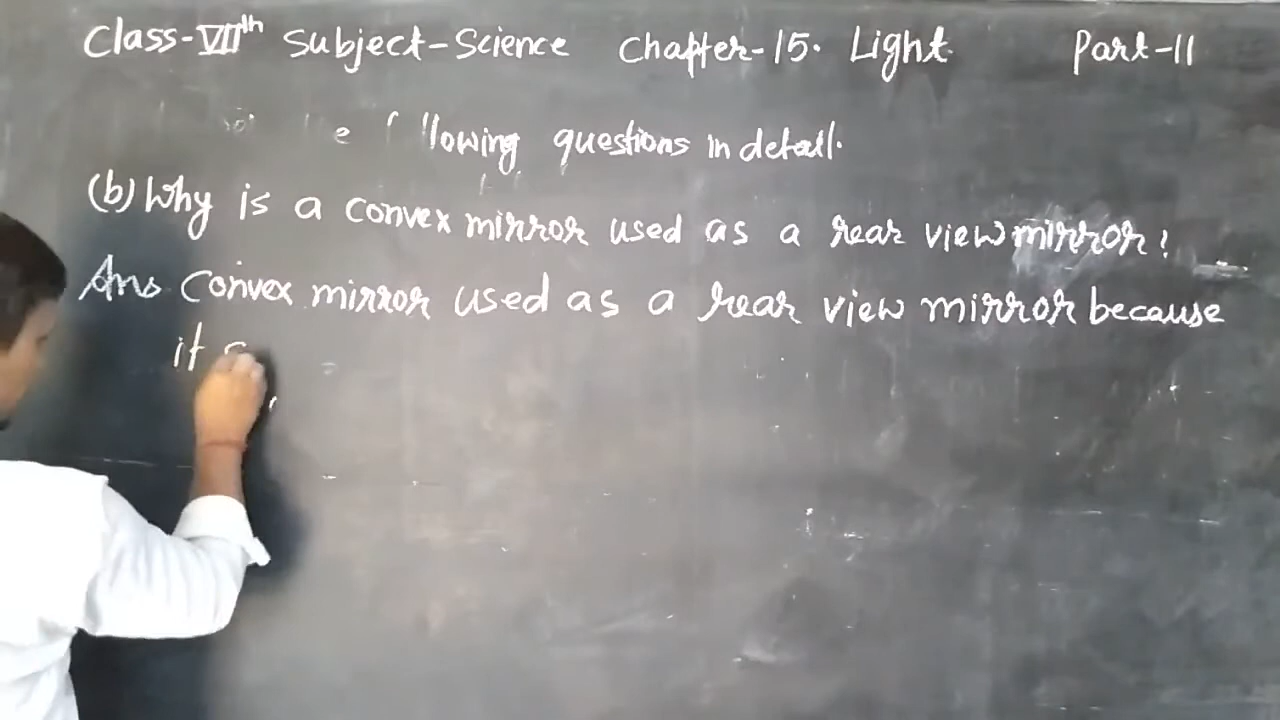 Class-VIIth Subject-Science Chapter-15. Light Part-11
questions in detail.
(b) Why is a convex mirror used as a rear view mirror?
Ans Convex mirror used as a rear view mirror because
it